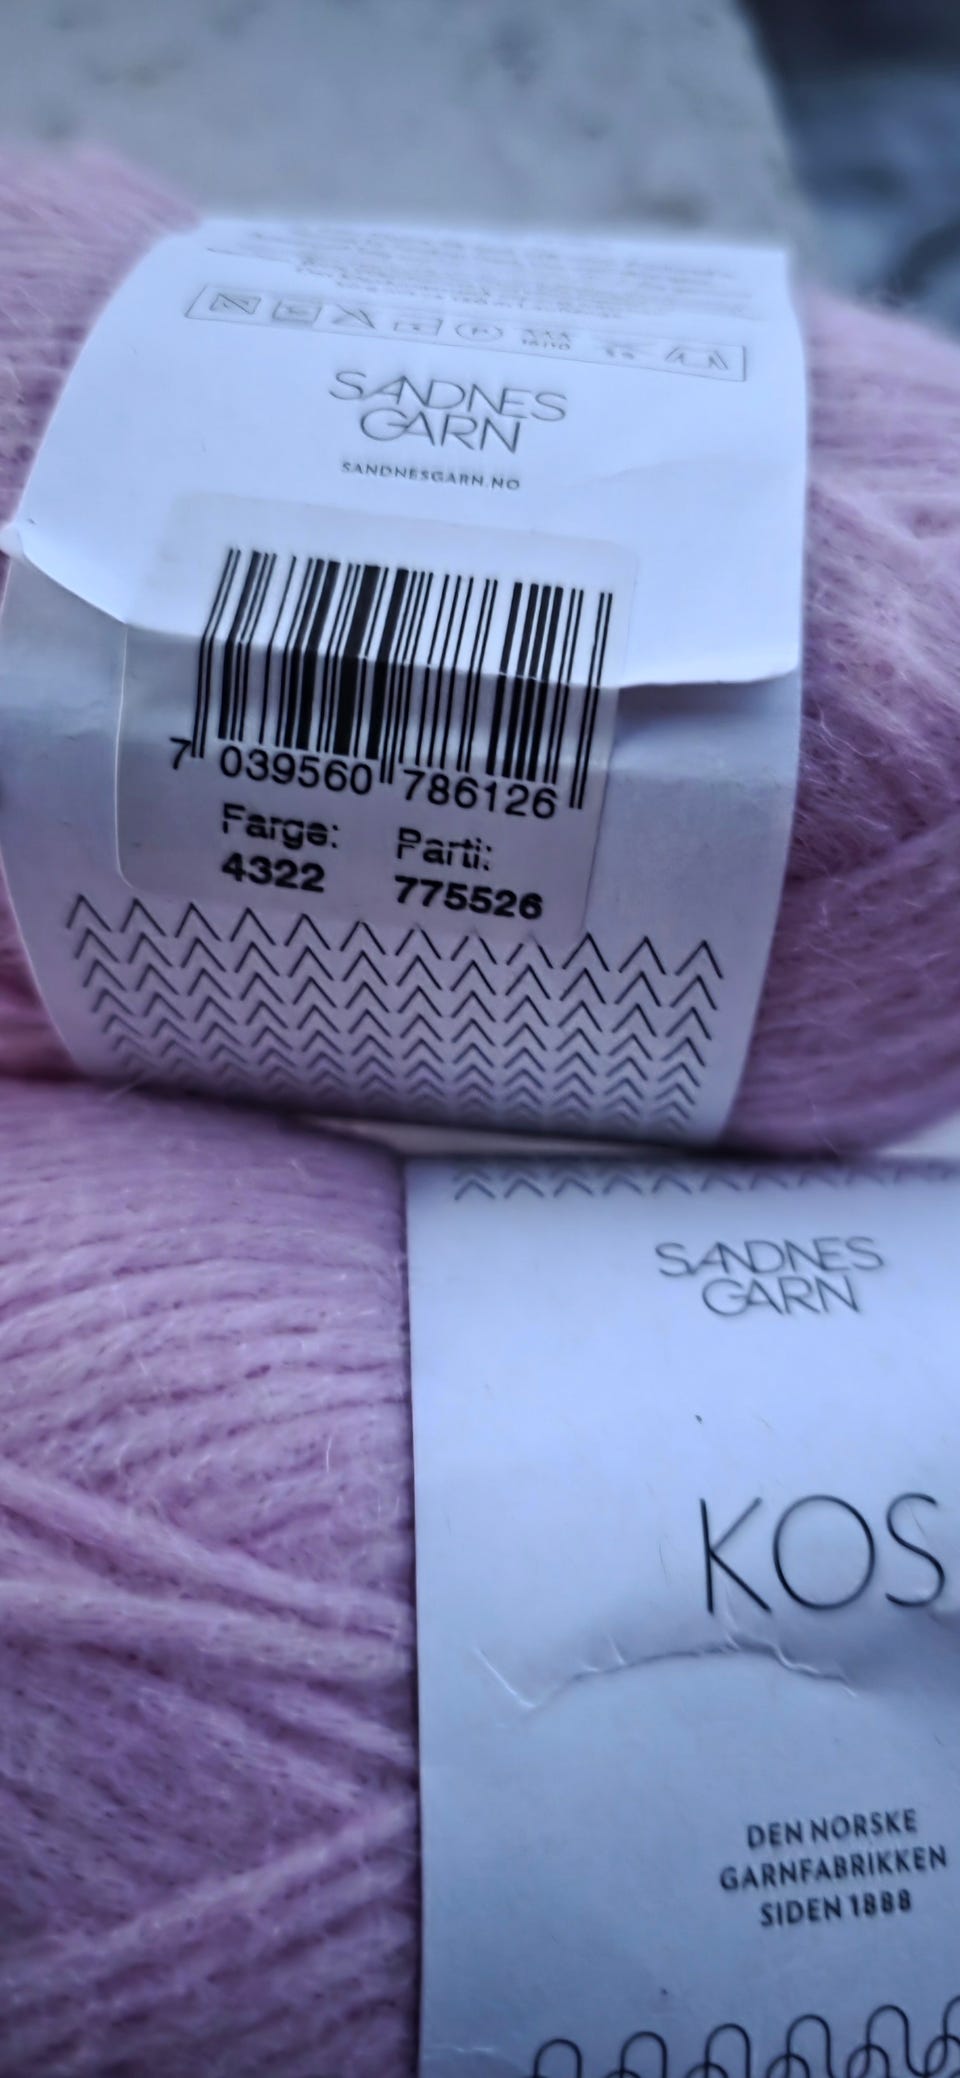 SANDNES
GARN
SANDNESGARN.NO
7 039560 786126
Farge: Parti:
4322 775526
SANDNES
GARN
KOS
DEN NORSKE
GARNFABRIKKEN
SIDEN 1888